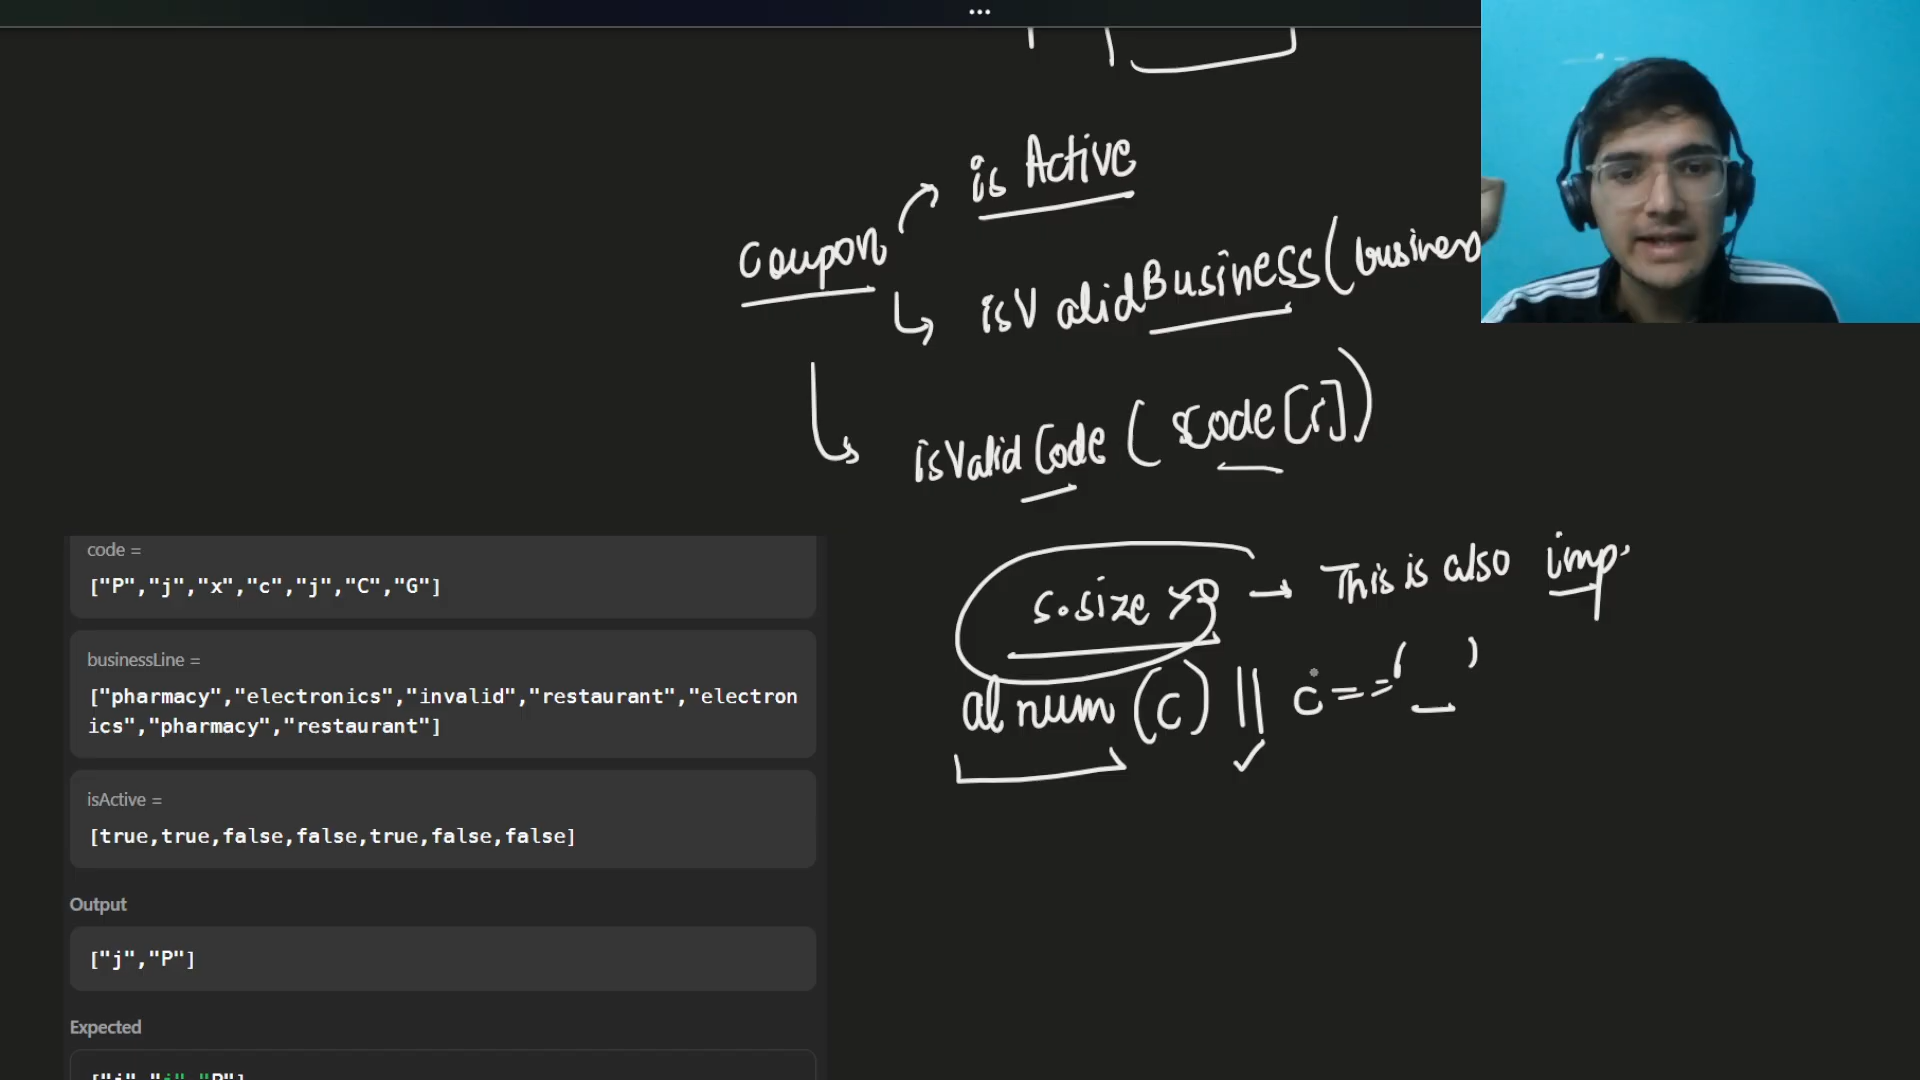 ...
is Active
Coupon
isValidBusiness(business
isValid Code (code[i])
code =
["P","j","x","c","j","C","G"]
s.size >0 → This is also imp.
businessLine =
["pharmacy","electronics","invalid","restaurant","electron
ics","pharmacy","restaurant"]
al num (c) || c=='_'
isActive =
[true,true,false,false,true,false,false]
Output
["j","P"]
Expected
["j","j","P"]